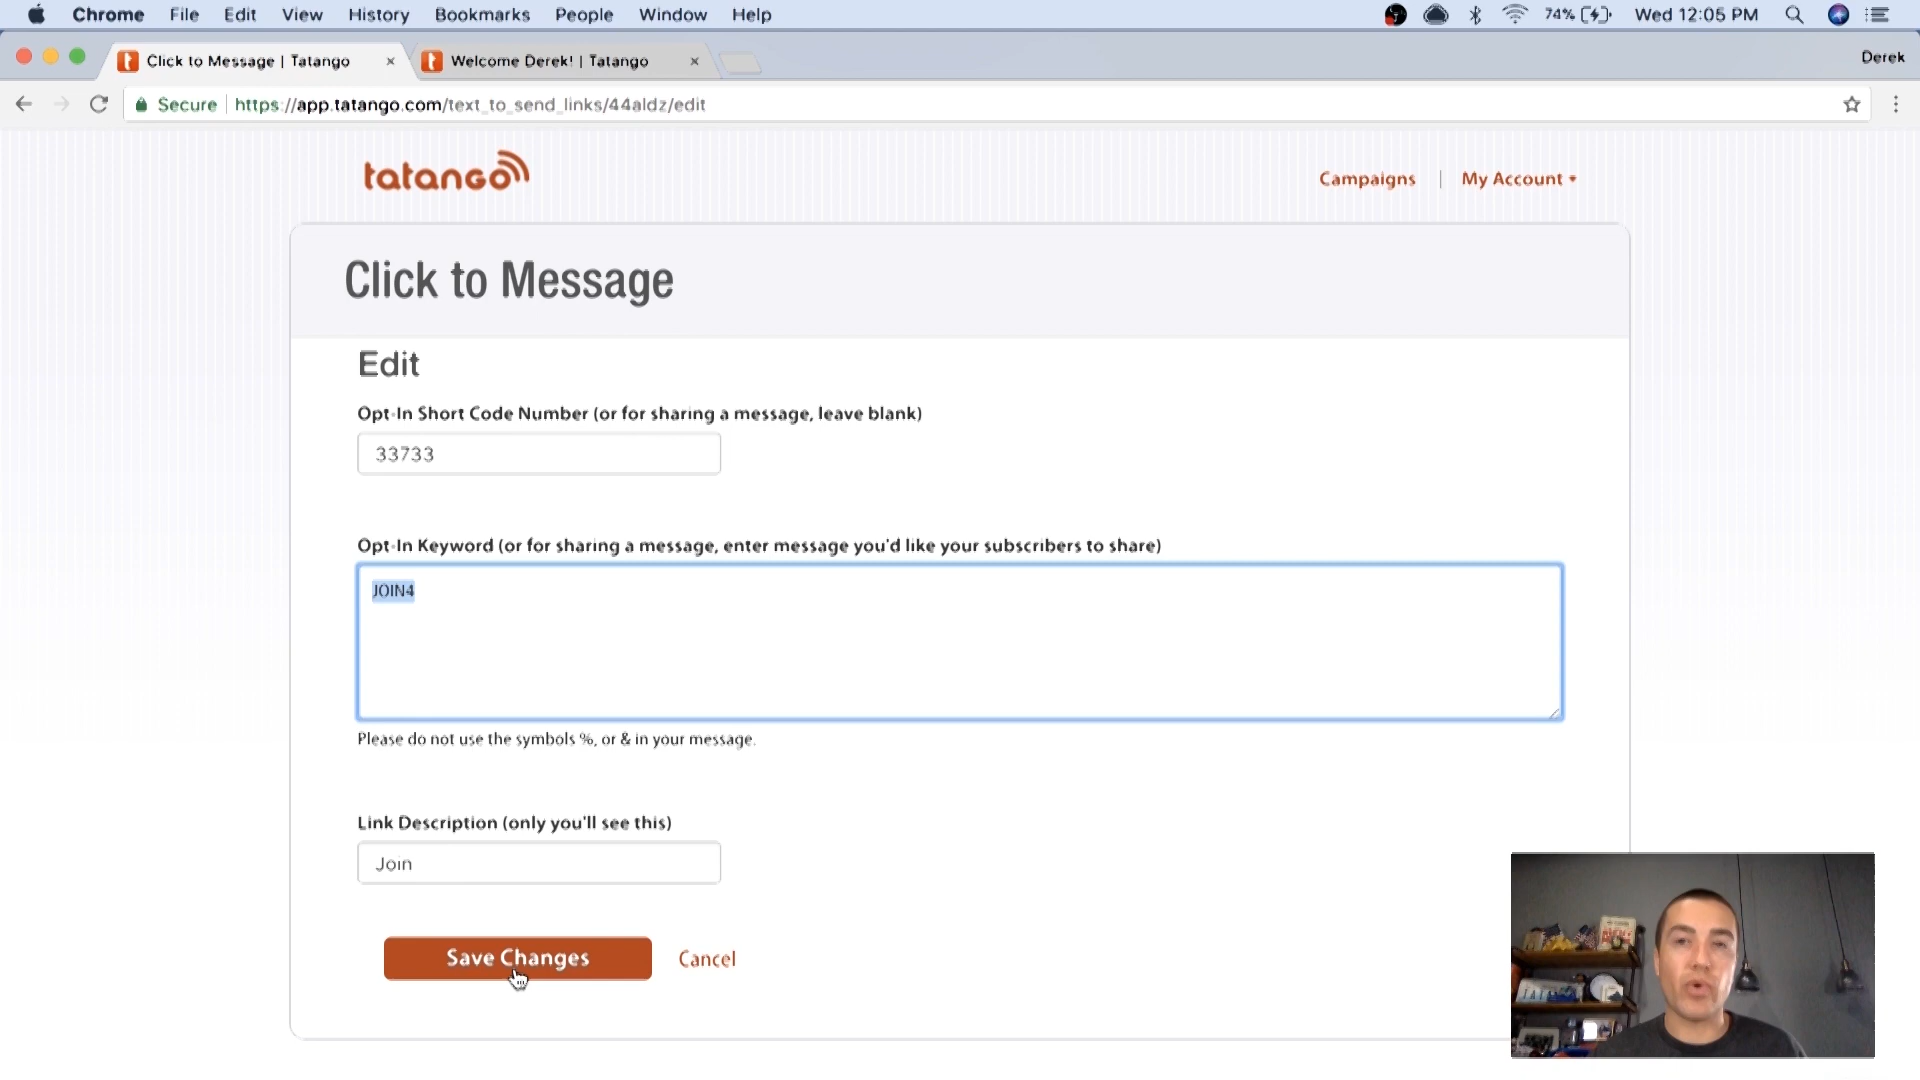 Chrome File Edit View History Bookmarks People Window Help 74% Wed 12:05 PM
Click to Message | Tatango Welcome Derek! | Tatango Derek
Secure https://app.tatango.com/text_to_send_links/44aldz/edit
tatango Campaigns My Account
Click to Message
Edit
Opt-In Short Code Number (or for sharing a message, leave blank)
33733
Opt-In Keyword (or for sharing a message, enter message you'd like your subscribers to share)
JOIN4
Please do not use the symbols %, or & in your message.
Link Description (only you'll see this)
Join
Save Changes Cancel